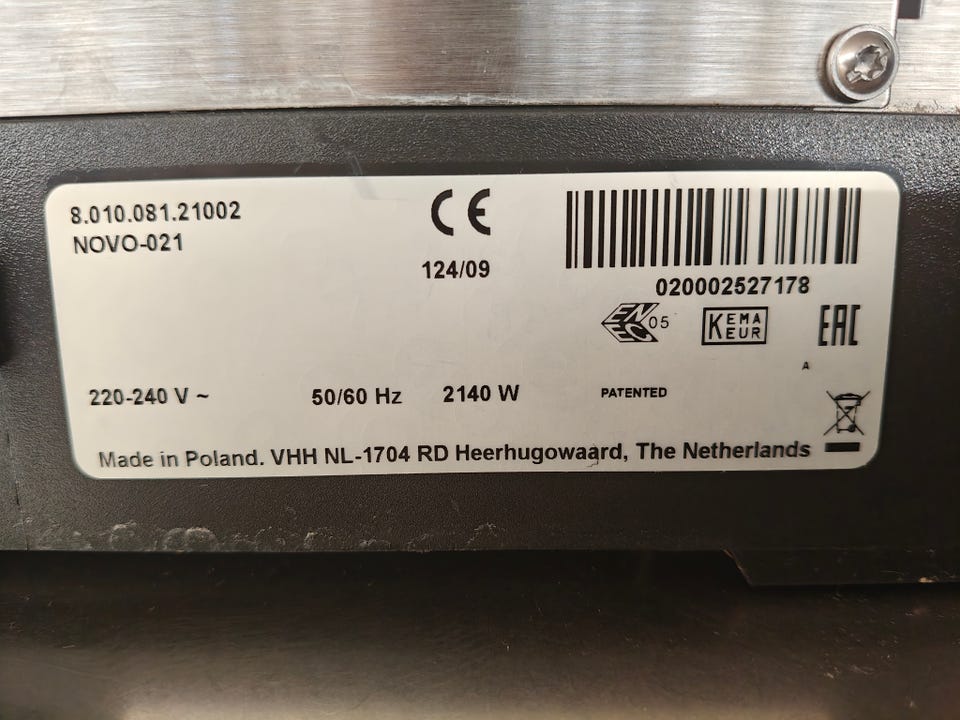 8.010.081.21002
NOVO-021
CE
124/09
020002527178
ENEC 05
KEMA
EUR
EAC
A
220-240 V ~ 50/60 Hz 2140 W PATENTED
Made in Poland. VHH NL-1704 RD Heerhugowaard, The Netherlands